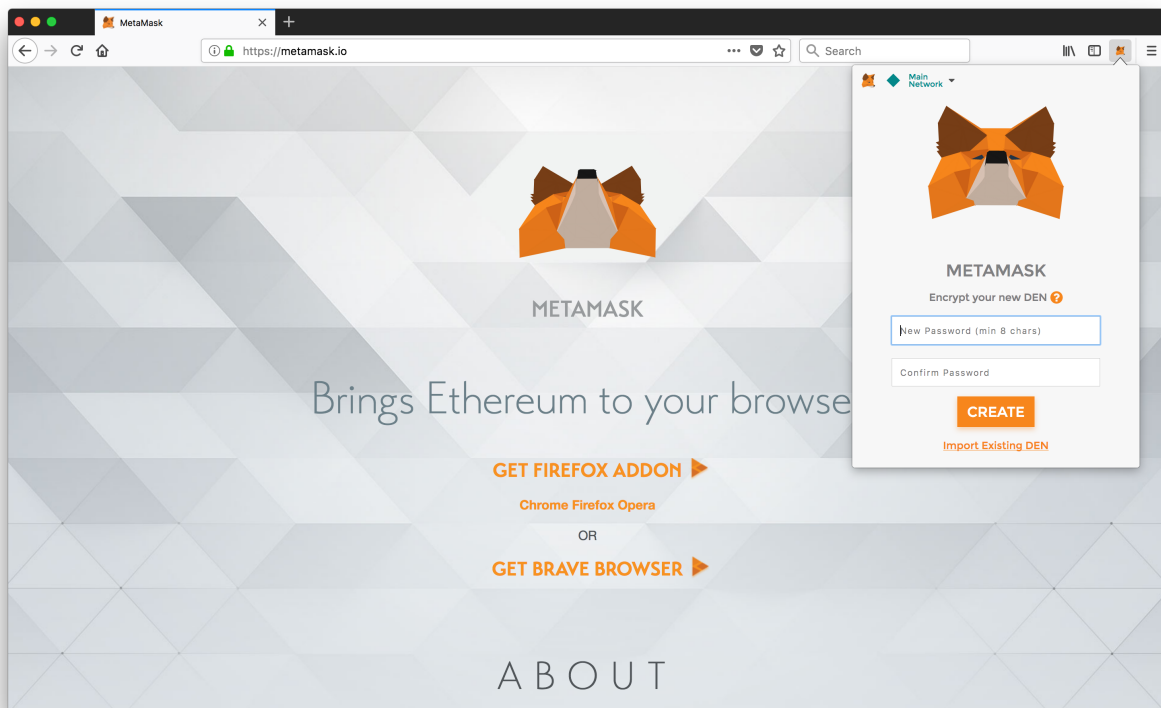 MetaMask
https://metamask.io
Search
Main
Network
METAMASK
Encrypt your new DEN ?
New Password (min 8 chars)
Confirm Password
CREATE
Import Existing DEN
METAMASK
Brings Ethereum to your browse
GET FIREFOX ADDON
Chrome Firefox Opera
OR
GET BRAVE BROWSER
ABOUT